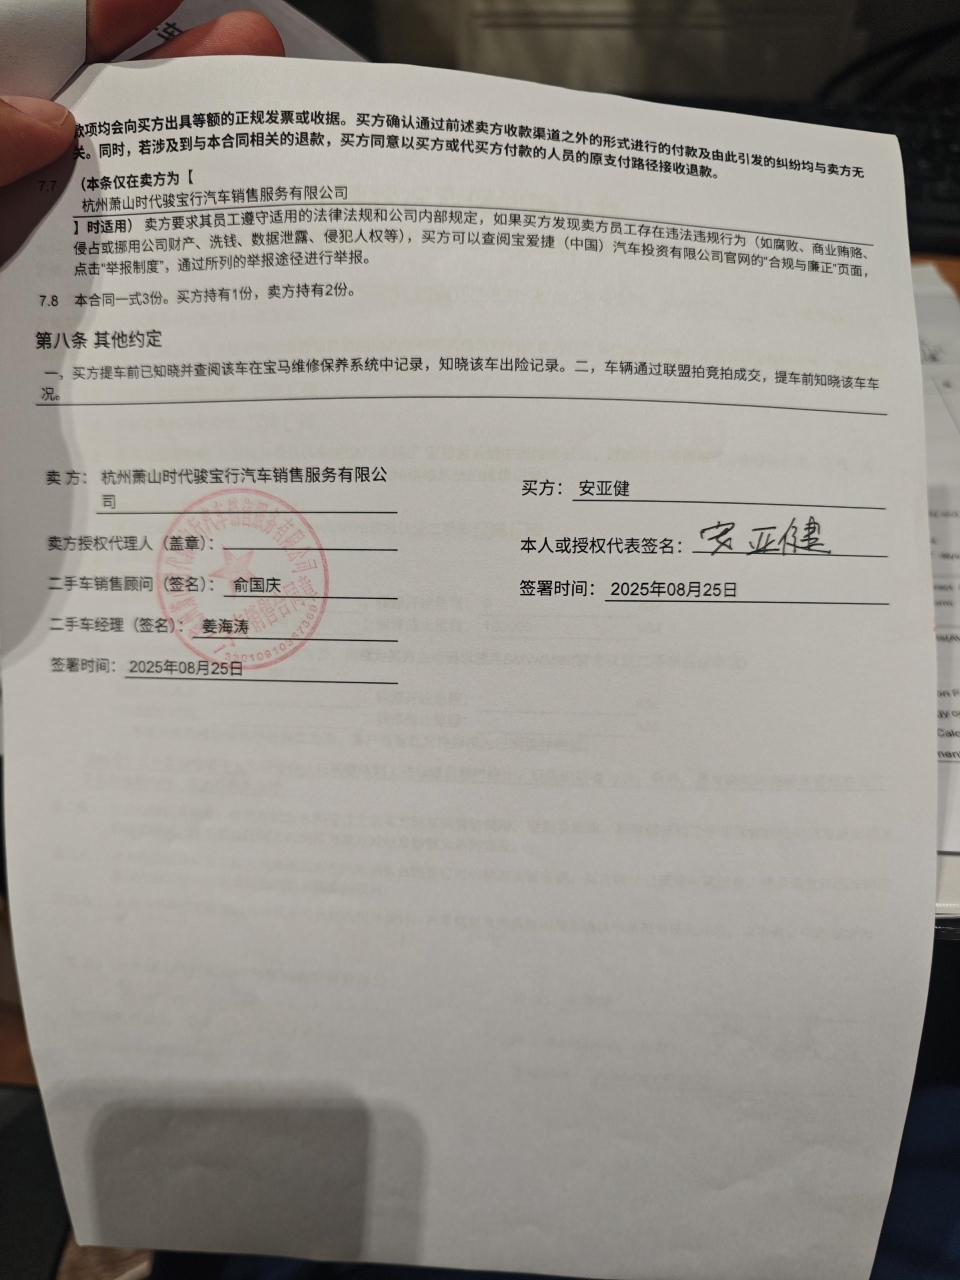 款项均会向买方出具等额的正规发票或收据。买方确认通过前述卖方收款渠道之外的形式进行的付款及由此引发的纠纷均与卖方无
关。同时，若涉及到与本合同相关的退款，买方同意以买方或代买方付款的人员的原支付路径接收退款。
7.7 （本条仅在卖方为【
杭州萧山时代骏宝行汽车销售服务有限公司
】时适用）卖方要求其员工遵守适用的法律法规和公司内部规定，如果买方发现卖方员工存在违法违规行为（如腐败、商业贿赂、
侵占或挪用公司财产、洗钱、数据泄露、侵犯人权等），买方可以查阅宝爱捷（中国）汽车投资有限公司官网的“合规与廉正”页面，
点击“举报制度”，通过所列的举报途径进行举报。
7.8 本合同一式3份。买方持有1份，卖方持有2份。
第八条 其他约定
一，买方提车前已知晓并查阅该车在宝马维修保养系统中记录，知晓该车出险记录。二，车辆通过联盟拍竞拍成交，提车前知晓该车车
况。
卖 方： 杭州萧山时代骏宝行汽车销售服务有限公
司
卖方授权代理人（盖章）：
二手车销售顾问（签名）： 俞国庆
二手车经理（签名）： 姜海涛
签署时间： 2025年08月25日
买方： 安亚健
本人或授权代表签名： 安亚健
签署时间： 2025年08月25日